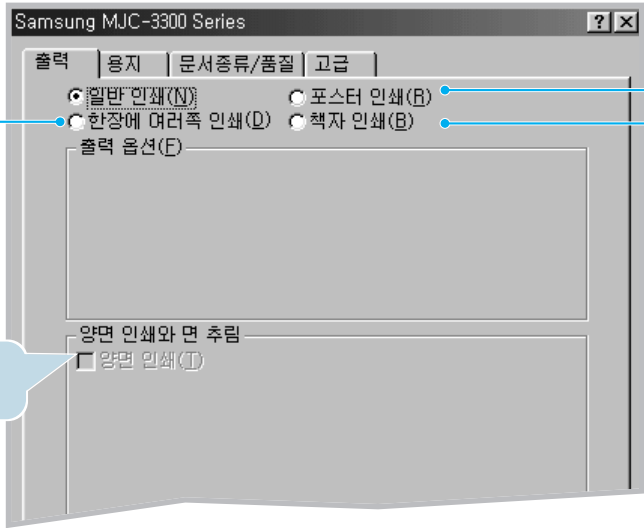 Samsung MJC-3300 Series
출력 용지 문서종류/품질 고급
일반 인쇄(N) 포스터 인쇄(R)
한장에 여러쪽 인쇄(D) 책자 인쇄(B)
출력 옵션(F)
양면 인쇄와 면 추림
양면 인쇄(T)